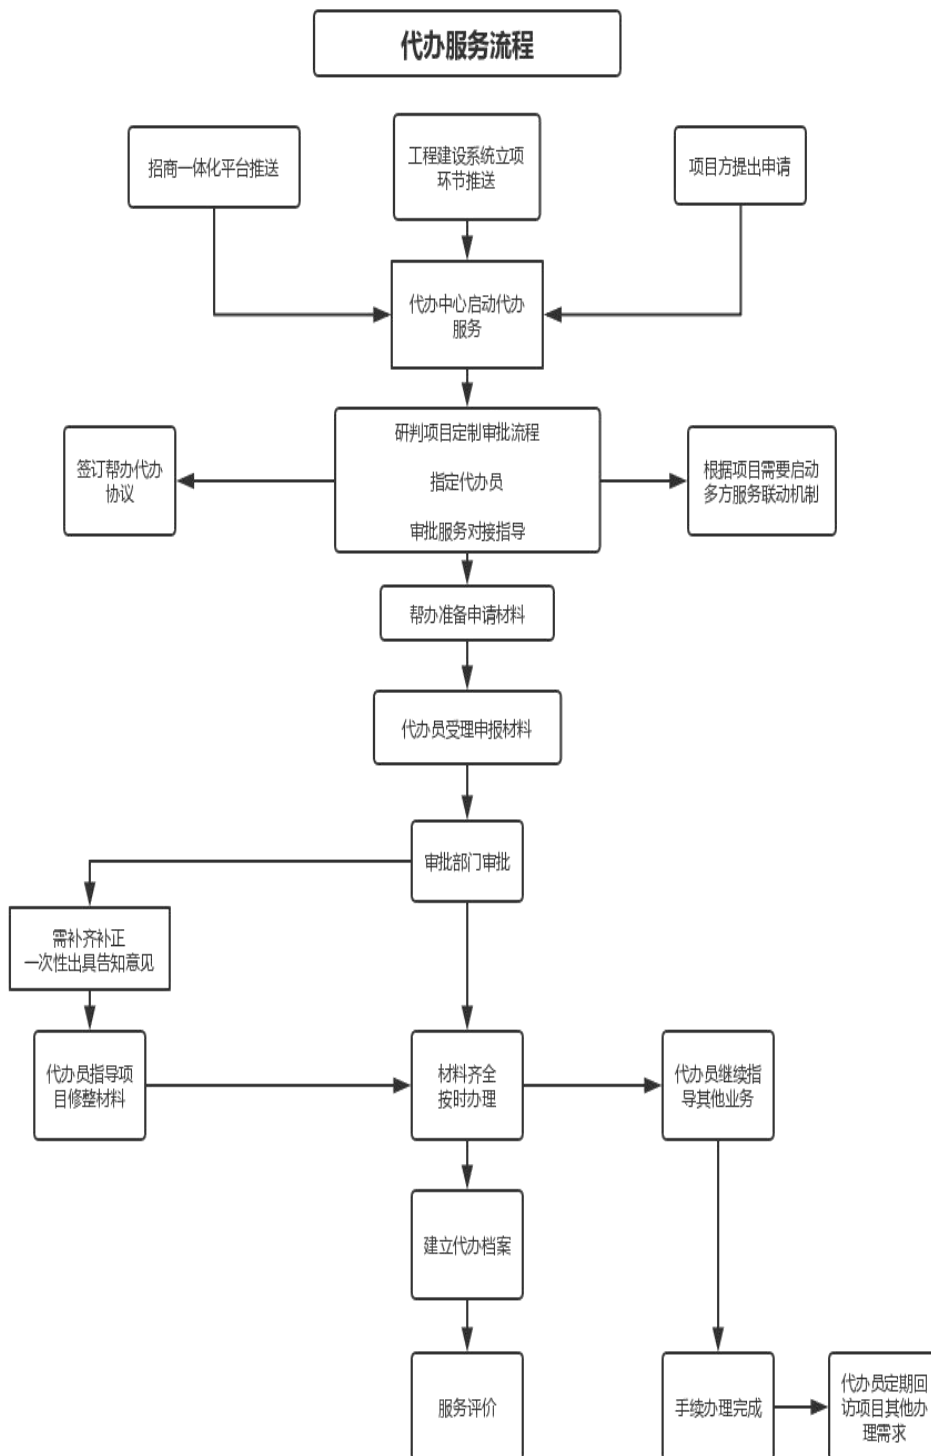 代办服务流程
招商一体化平台推送
工程建设系统立项
环节推送
项目方提出申请
代办中心启动代办
服务
研判项目定制审批流程
指定代办员
审批服务对接指导
签订帮办代办
协议
根据项目需要启动
多方服务联动机制
帮办准备申请材料
代办员受理申报材料
审批部门审批
需补齐补正
一次性出具告知意见
代办员指导项
目修整材料
材料齐全
按时办理
代办员继续指
导其他业务
建立代办档案
服务评价
手续办理完成
代办员定期回
访项目其他办
理需求